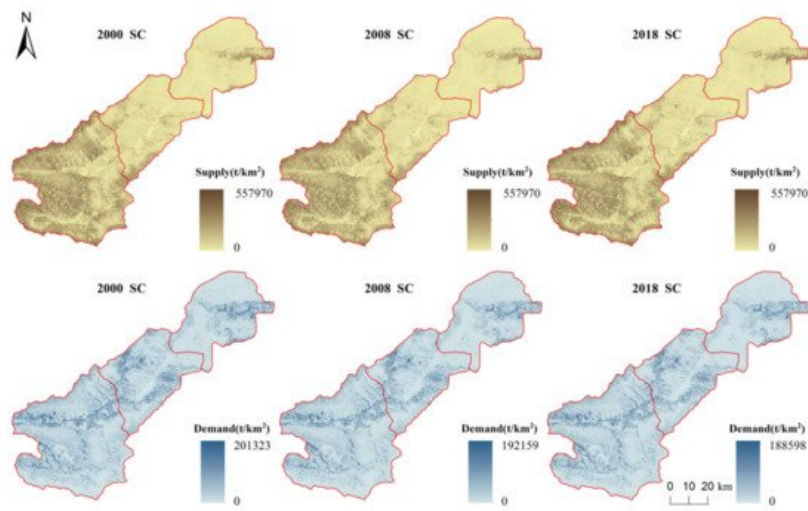 N
2000 SC
2008 SC
2018 SC
Supply(t/km²)
557970
0
Supply(t/km²)
557970
0
Supply(t/km²)
557970
0
2000 SC
2008 SC
2018 SC
Demand(t/km²)
201323
0
Demand(t/km²)
192159
0
Demand(t/km²)
188598
0
0 10 20 km